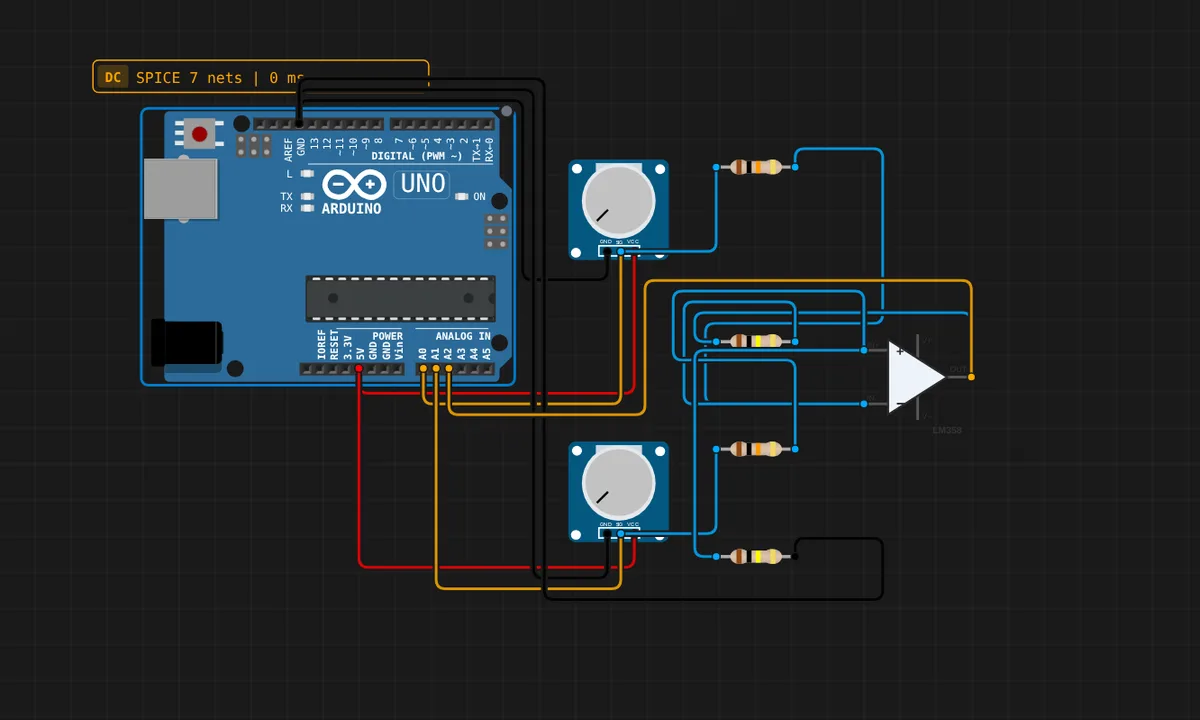 DC SPICE 7 nets | 0 ms
AREF
GND
13
12
~11
~10
~9
8
7
~6
~5
4
~3
2
TX→1
RX←0
DIGITAL (PWM ~)
L
TX
RX
UNO
ON
ARDUINO
IOREF
RESET
3.3V
5V
GND
GND
Vin
POWER
ANALOG IN
A0
A1
A2
A3
A4
A5
GND SIG VCC
GND SIG VCC
+
−
OUT
LM358